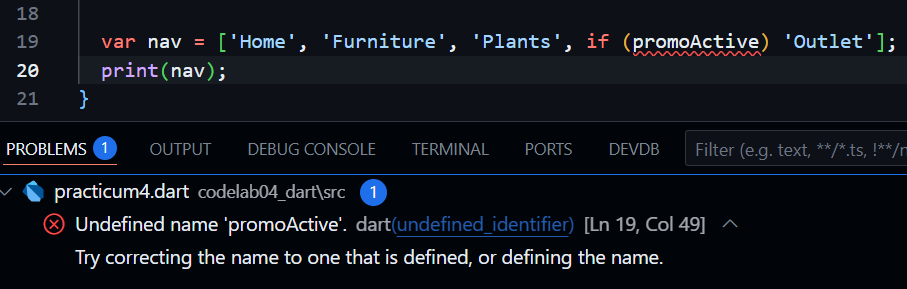 18
19 var nav = ['Home', 'Furniture', 'Plants', if (promoActive) 'Outlet'];
20 print(nav);
21 }
PROBLEMS 1 OUTPUT DEBUG CONSOLE TERMINAL PORTS DEVDB Filter (e.g. text, **/*.ts, !**/n
practicum4.dart codelab04_dart\src 1
Undefined name 'promoActive'. dart(undefined_identifier) [Ln 19, Col 49]
Try correcting the name to one that is defined, or defining the name.